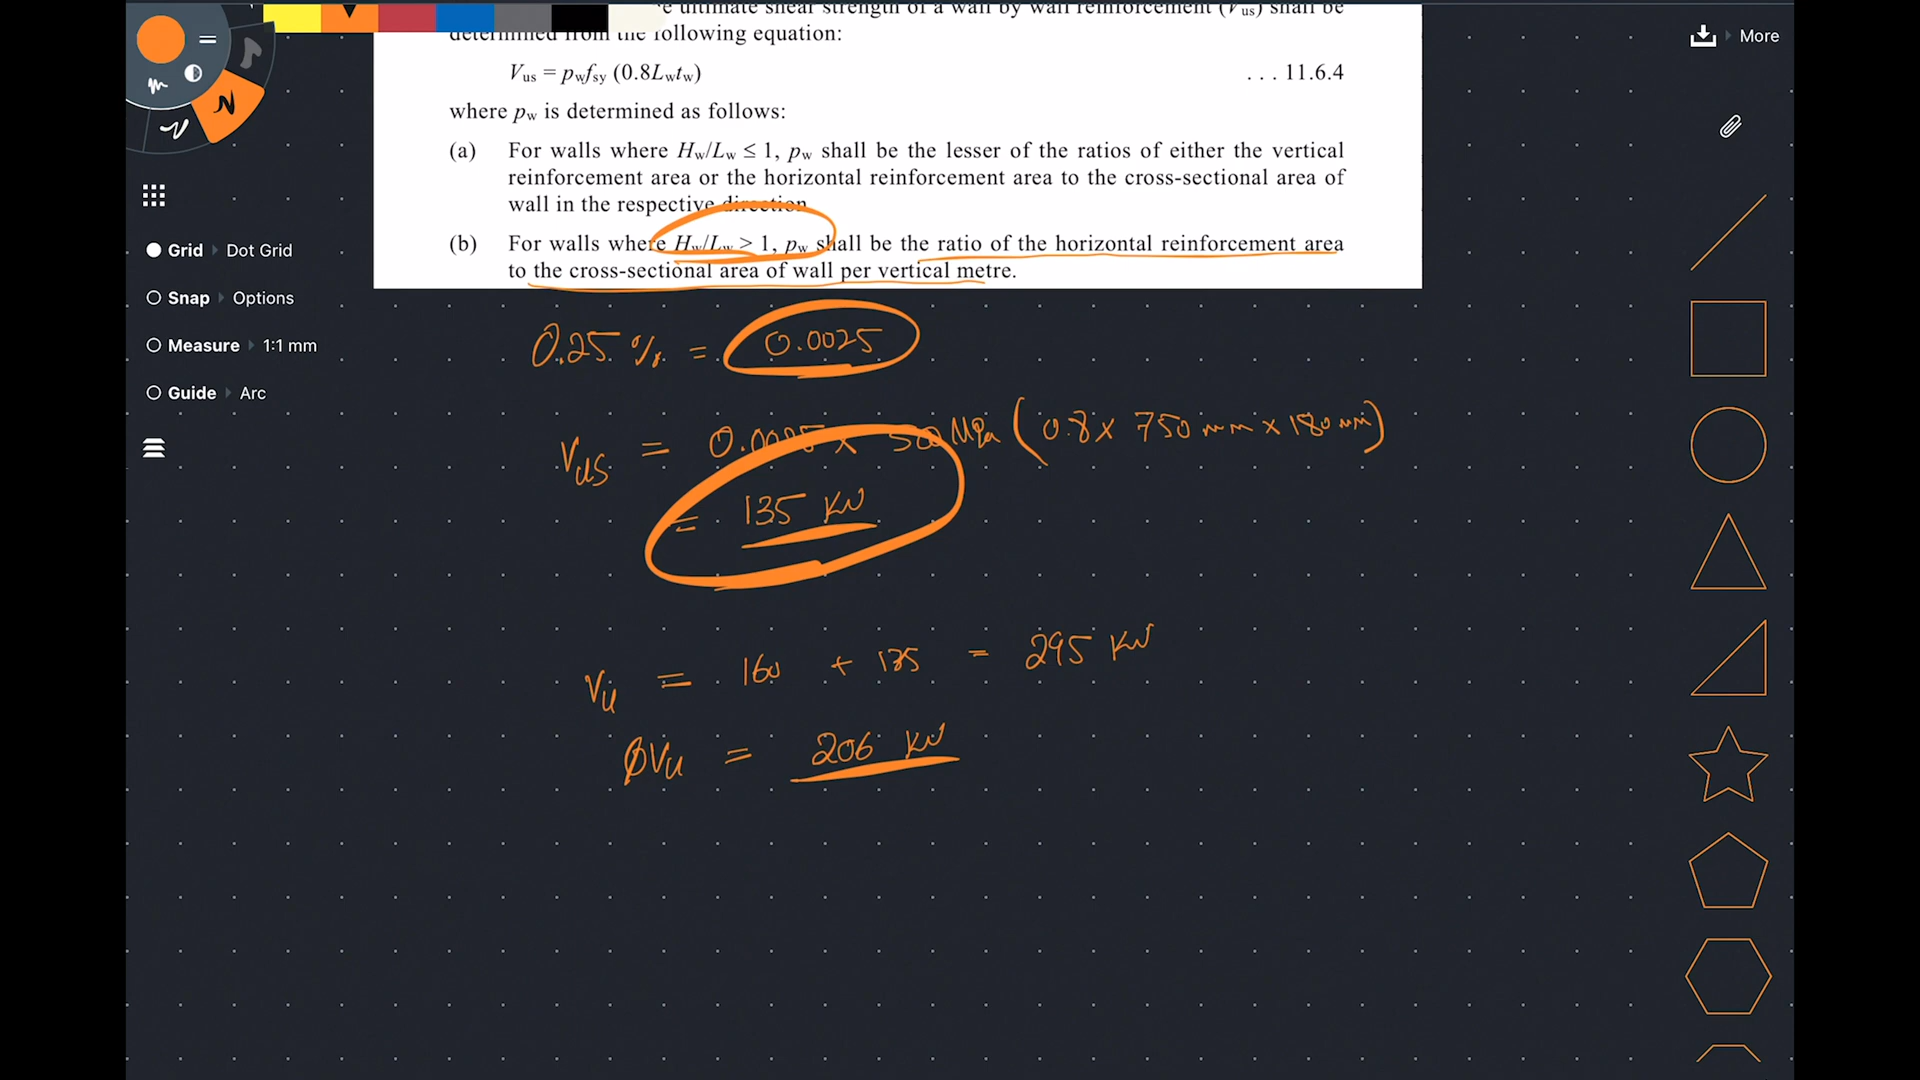 e ultimate shear strength of a wall by wall reinforcement (Vus) shall be
determined from the following equation:
Vus = pwfsy (0.8Lwtw) ... 11.6.4
where pw is determined as follows:
(a) For walls where Hw/Lw ≤ 1, pw shall be the lesser of the ratios of either the vertical
reinforcement area or the horizontal reinforcement area to the cross-sectional area of
wall in the respective direction.
(b) For walls where Hw/Lw > 1, pw shall be the ratio of the horizontal reinforcement area
to the cross-sectional area of wall per vertical metre.
0.25 % = 0.0025
Vus = 0.0025 x 500 MPa (0.8 x 750 mm x 180 mm)
= 135 KN
Vu = 160 + 135 = 295 KN
ØVu = 206 KN
Grid Dot Grid
Snap Options
Measure 1:1 mm
Guide Arc
More